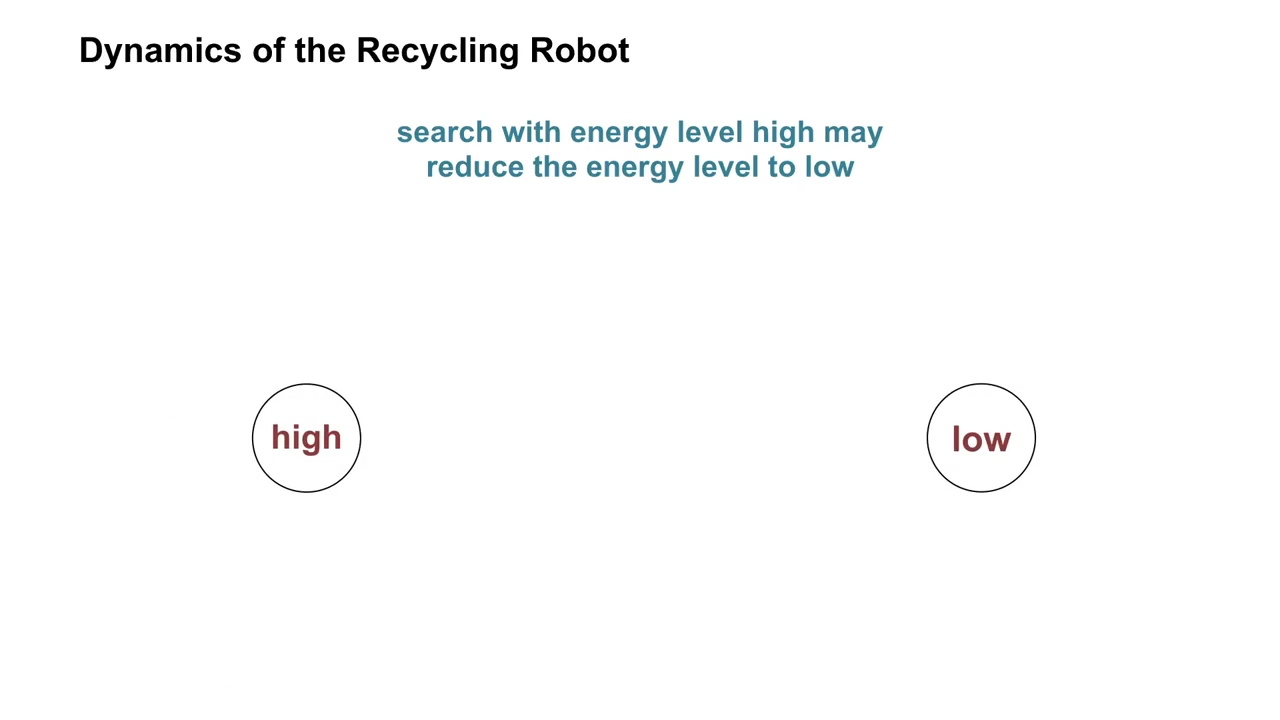 Dynamics of the Recycling Robot
search with energy level high may
reduce the energy level to low
high
low